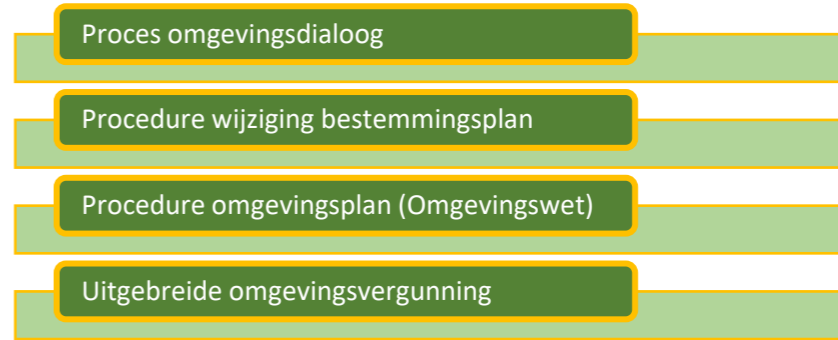 Proces omgevingsdialoog
Procedure wijziging bestemmingsplan
Procedure omgevingsplan (Omgevingswet)
Uitgebreide omgevingsvergunning